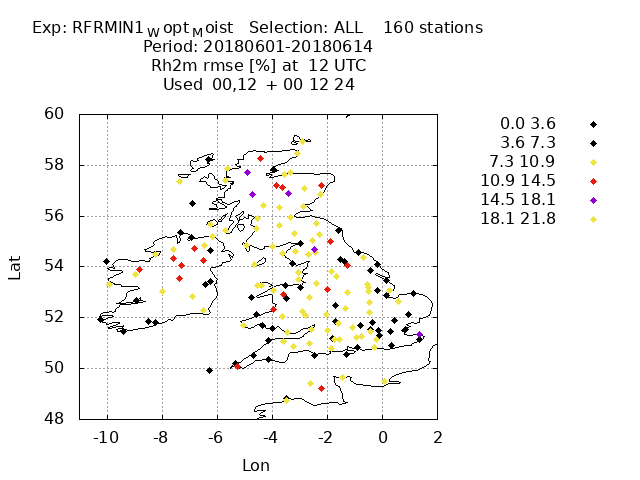 Exp: RFRMIN1WoptMoist Selection: ALL 160 stations
Period: 20180601-20180614
Rh2m rmse [%] at 12 UTC
Used 00,12 + 00 12 24
0.0 3.6
3.6 7.3
7.3 10.9
10.9 14.5
14.5 18.1
18.1 21.8
60
58
56
54
52
50
48
Lat
-10 -8 -6 -4 -2 0 2
Lon